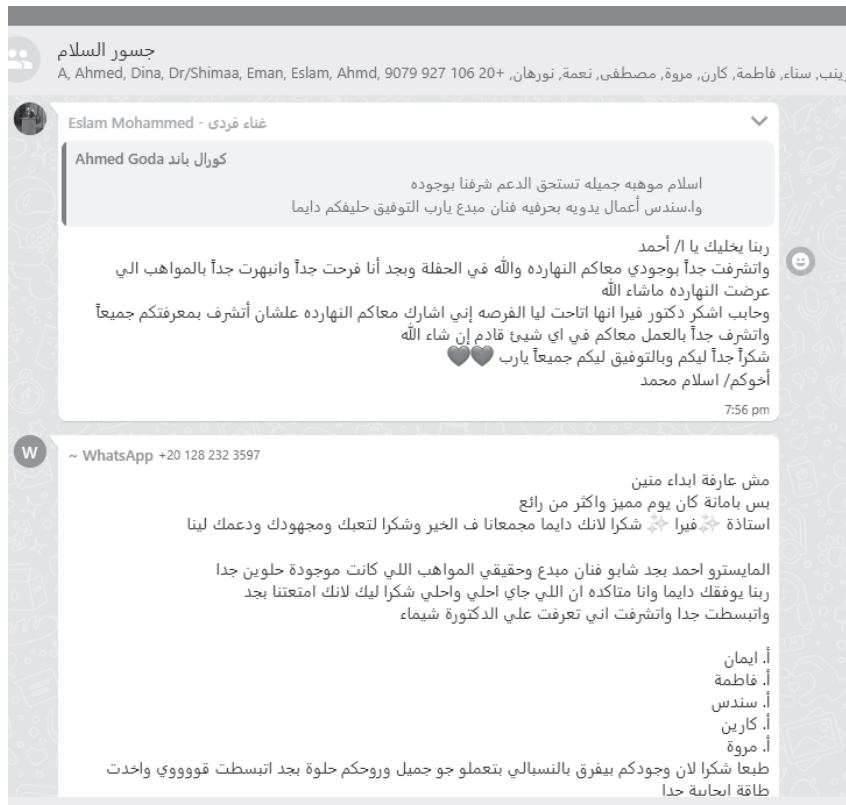 جسور السلام
A, Ahmed, Dina, Dr/Shimaa, Eman, Eslam, Ahmd, زينب, سناء, فاطمة, كارن, مروة, مصطفى, نعمة, نورهان, +20 106 927 9079
Eslam Mohammed - غناء فردى
Ahmed Goda كورال باند
اسلام موهبه جميله تستحق الدعم شرفنا بوجوده
وا.سندس أعمال يدويه بحرفيه فنان مبدع يارب التوفيق حليفكم دايما
ربنا يخليك يا ا/ أحمد
واتشرفت جداً بوجودي معاكم النهارده والله في الحفلة وبجد أنا فرحت جداً وانبهرت جداً بالمواهب الي
عرضت النهارده ماشاء الله
وحابب اشكر دكتور فيرا انها اتاحت ليا الفرصه إني اشارك معاكم النهارده علشان أتشرف بمعرفتكم جميعاً
واتشرف جداً بالعمل معاكم في اي شيئ قادم إن شاء الله
شكراً جداً ليكم وبالتوفيق ليكم جميعاً يارب 🖤🖤
أخوكم/ اسلام محمد
7:56 pm
W
~ WhatsApp +20 128 232 3597
مش عارفة ابداء منين
بس بامانة كان يوم مميز واكثر من رائع
استاذة ✨فيرا ✨ شكرا لانك دايما مجمعانا ف الخير وشكرا لتعبك ومجهودك ودعمك لينا
المايسترو احمد بجد شابو فنان مبدع وحقيقي المواهب اللي كانت موجودة حلوين جدا
ربنا يوفقك دايما وانا متاكده ان اللي جاي احلي واحلي شكرا ليك لانك امتعتنا بجد
واتبسطت جدا واتشرفت اني تعرفت علي الدكتورة شيماء
أ. ايمان
أ. فاطمة
أ. سندس
أ. كارين
أ. مروة
طبعا شكرا لان وجودكم بيفرق بالنسبالي بتعملو جو جميل وروحكم حلوة بجد اتبسطت قووووي واخدت
طاقة ايجابية جدا